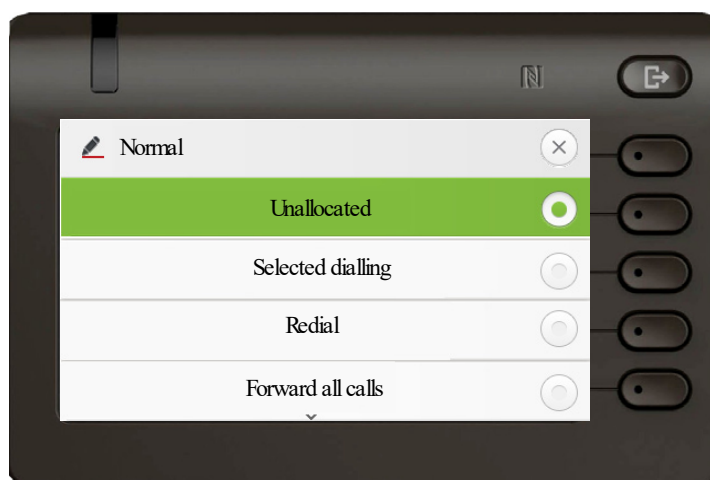 Normal
Unallocated
Selected dialling
Redial
Forward all calls